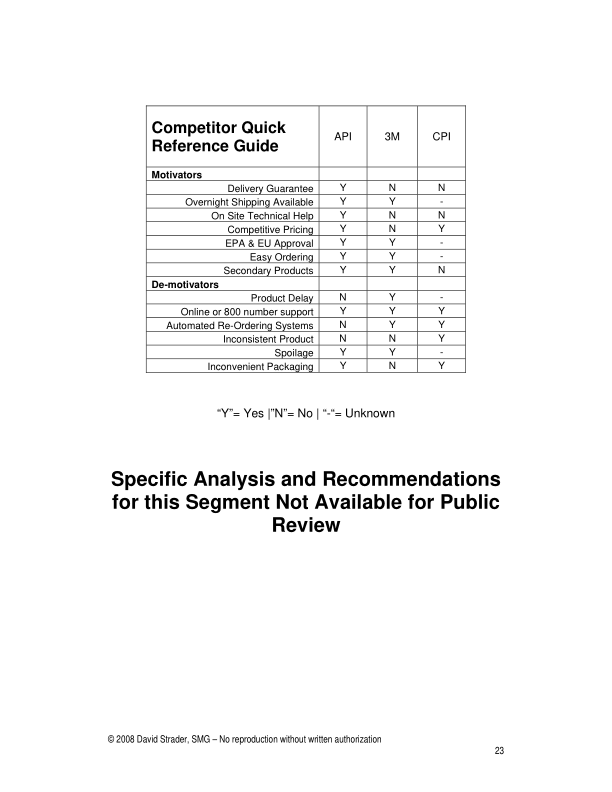 Competitor Quick
Reference Guide API 3M CPI
Motivators
Delivery Guarantee Y N N
Overnight Shipping Available Y Y -
On Site Technical Help Y N N
Competitive Pricing Y N Y
EPA & EU Approval Y Y -
Easy Ordering Y Y -
Secondary Products Y Y N
De-motivators
Product Delay N Y -
Online or 800 number support Y Y Y
Automated Re-Ordering Systems N Y Y
Inconsistent Product N N Y
Spoilage Y Y -
Inconvenient Packaging Y N Y
“Y”= Yes |”N”= No | “-“= Unknown
Specific Analysis and Recommendations
for this Segment Not Available for Public
Review
© 2008 David Strader, SMG – No reproduction without written authorization
23